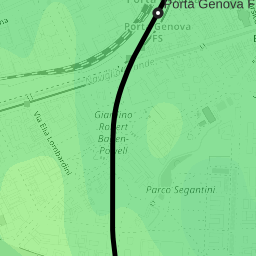 Porta Genova F
Porta Genova
FS
Giardino
Robert
Baden-
Powell
Via Elia Lombardini
Parco Segantini